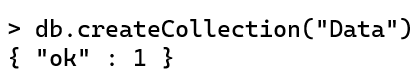 > db.createCollection("Data")
{ "ok" : 1 }